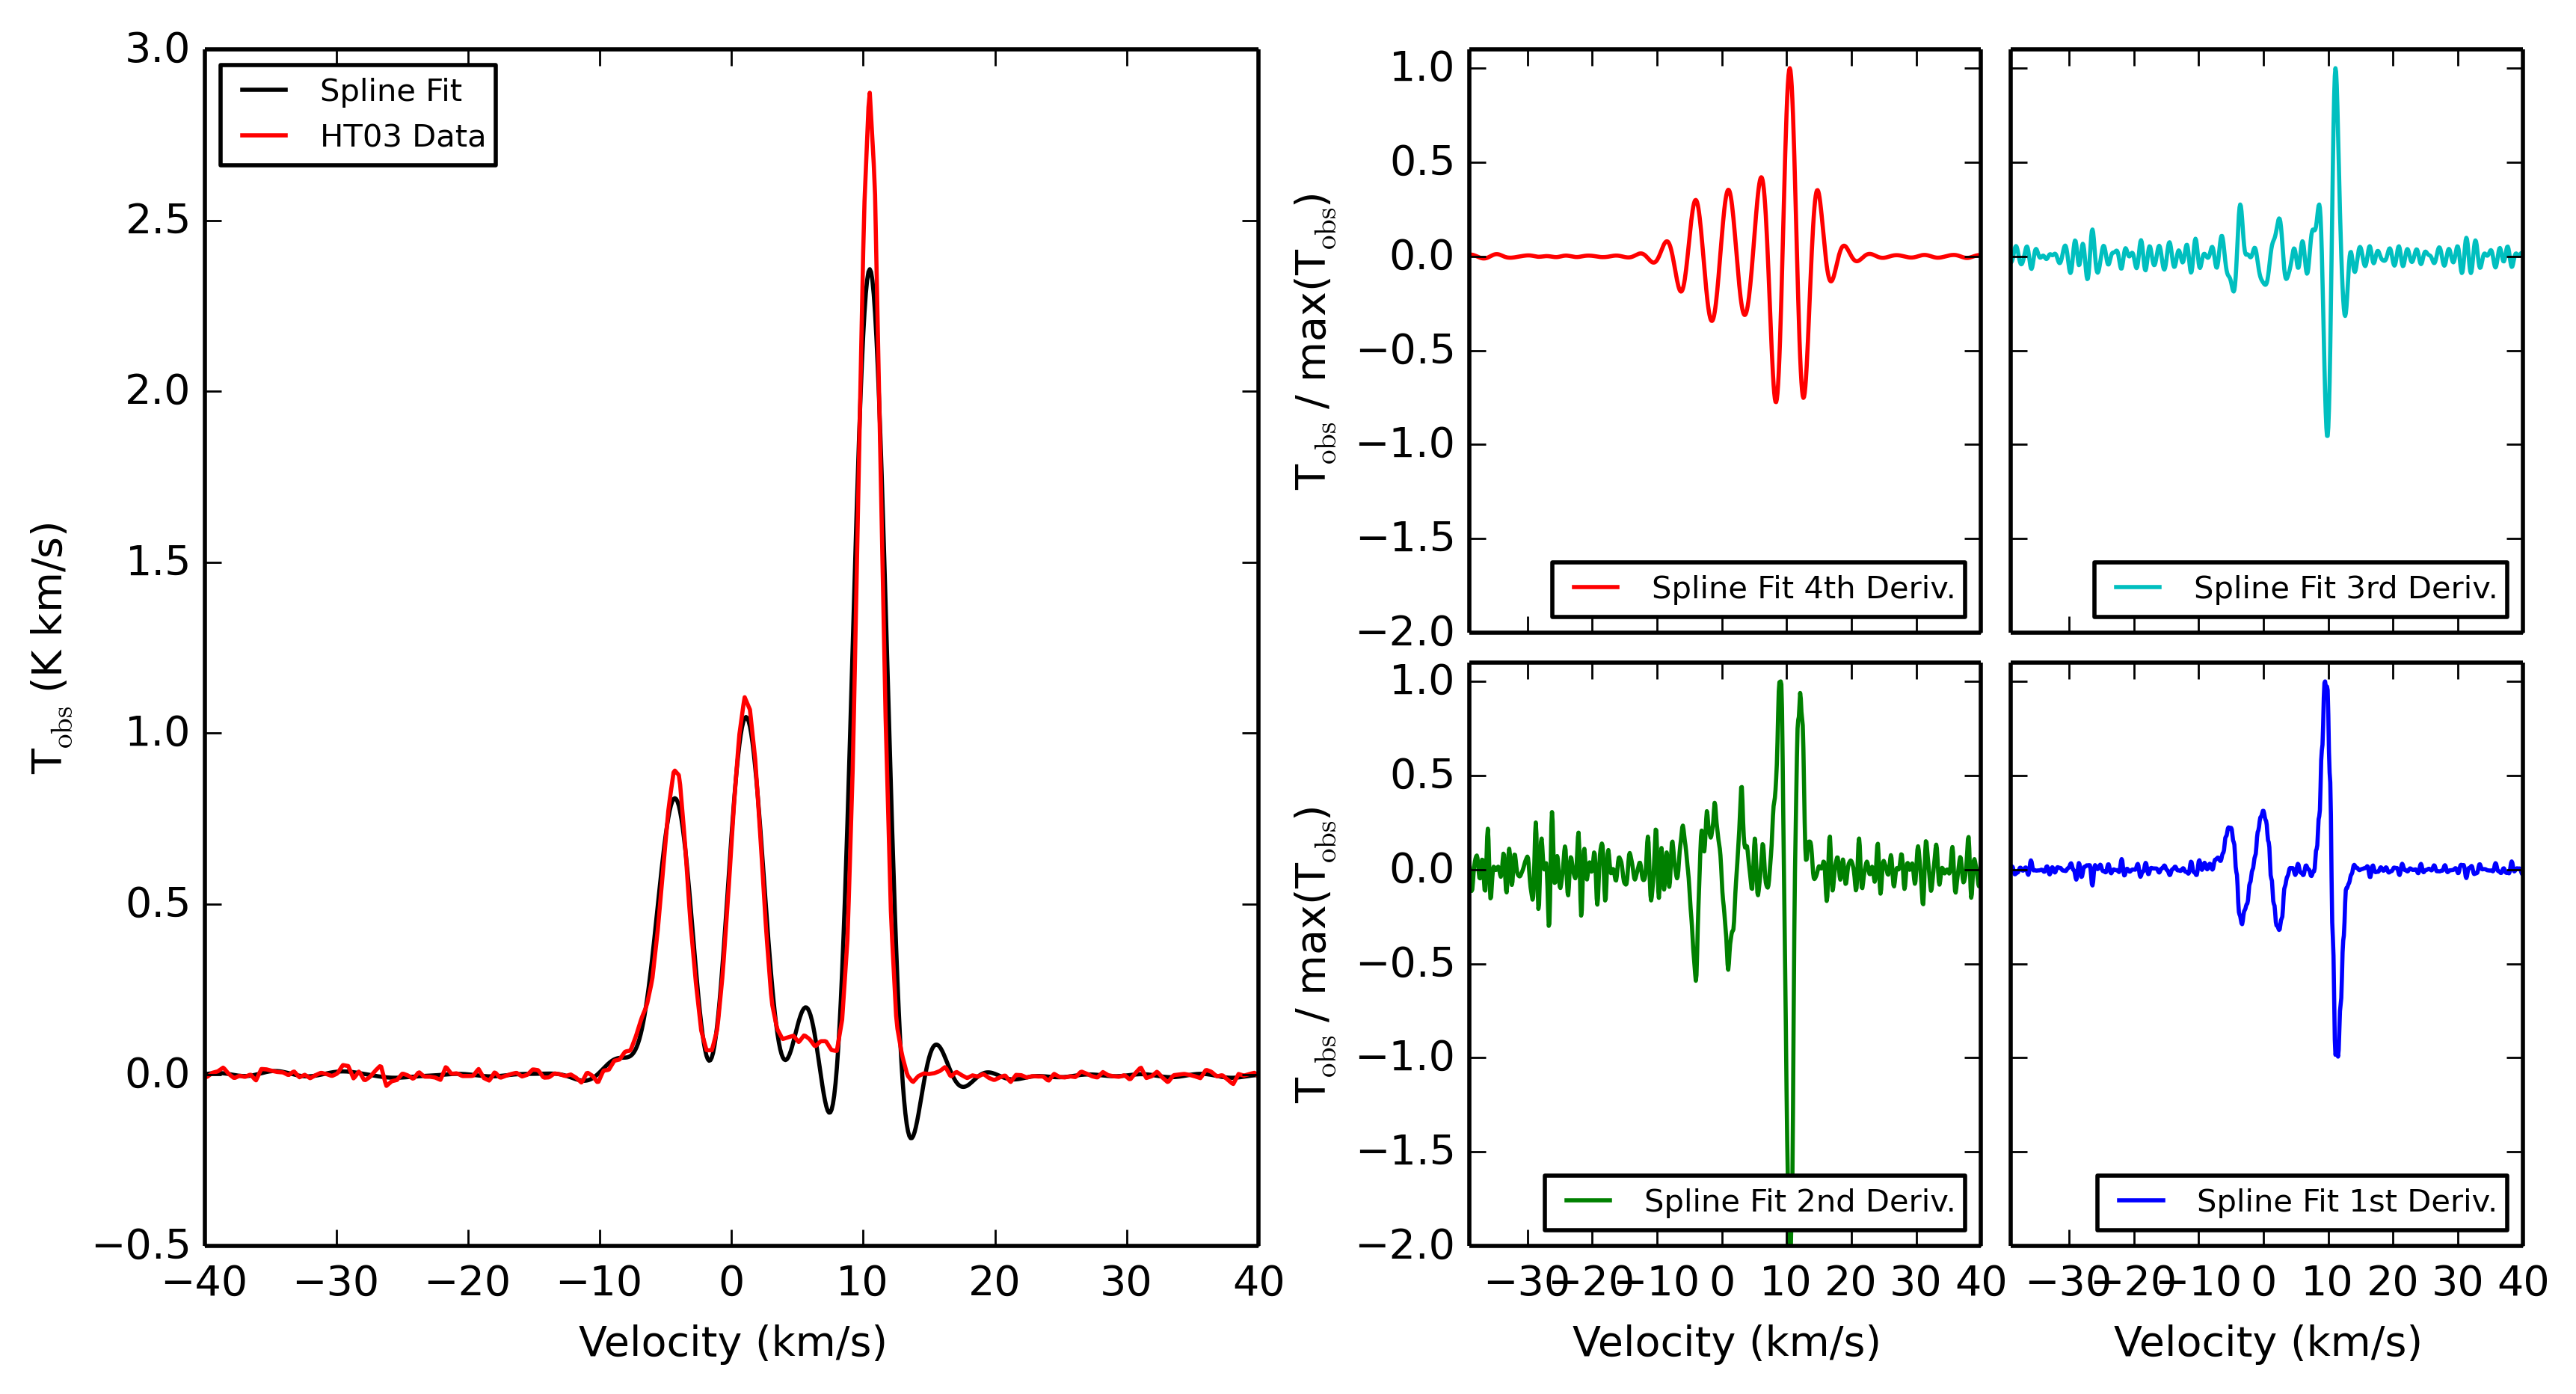 3.0
2.5
2.0
1.5
1.0
0.5
0.0
−0.5
−40 −30 −20 −10 0 10 20 30 40
Velocity (km/s)
T_obs (K km/s)
Spline Fit
HT03 Data
1.0
0.5
0.0
−0.5
−1.0
−1.5
−2.0
T_obs / max(T_obs)
Spline Fit 4th Deriv.
Spline Fit 3rd Deriv.
1.0
0.5
0.0
−0.5
−1.0
−1.5
−2.0
T_obs / max(T_obs)
Spline Fit 2nd Deriv.
−30 −20 −10 0 10 20 30 40
Velocity (km/s)
Spline Fit 1st Deriv.
−30 −20 −10 0 10 20 30 40
Velocity (km/s)